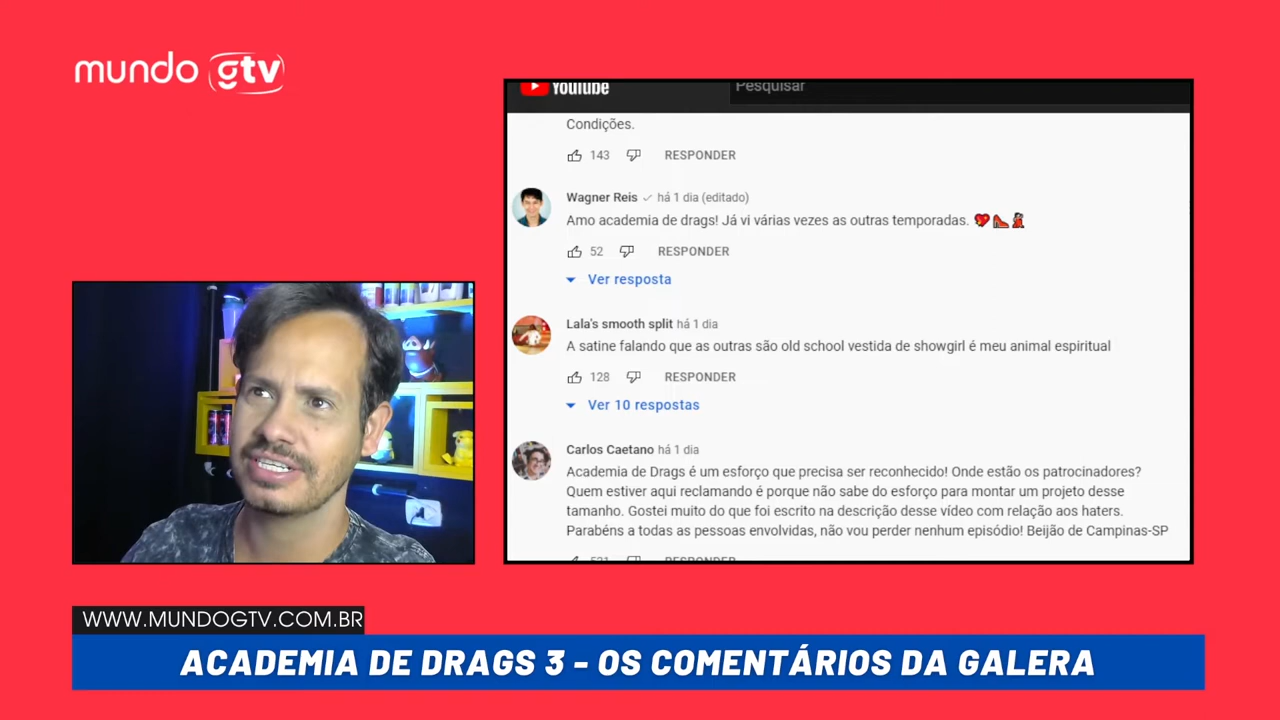 mundo gtv
YouTube
Pesquisar
Condições.
143 RESPONDER
Wagner Reis há 1 dia (editado)
Amo academia de drags! Já vi várias vezes as outras temporadas.
52 RESPONDER
Ver resposta
Lala's smooth split há 1 dia
A satine falando que as outras são old school vestida de showgirl é meu animal espiritual
128 RESPONDER
Ver 10 respostas
Carlos Caetano há 1 dia
Academia de Drags é um esforço que precisa ser reconhecido! Onde estão os patrocinadores?
Quem estiver aqui reclamando é porque não sabe do esforço para montar um projeto desse
tamanho. Gostei muito do que foi escrito na descrição desse vídeo com relação aos haters.
Parabéns a todas as pessoas envolvidas, não vou perder nenhum episódio! Beijão de Campinas-SP
RESPONDER
WWW.MUNDOGTV.COM.BR
ACADEMIA DE DRAGS 3 - OS COMENTÁRIOS DA GALERA